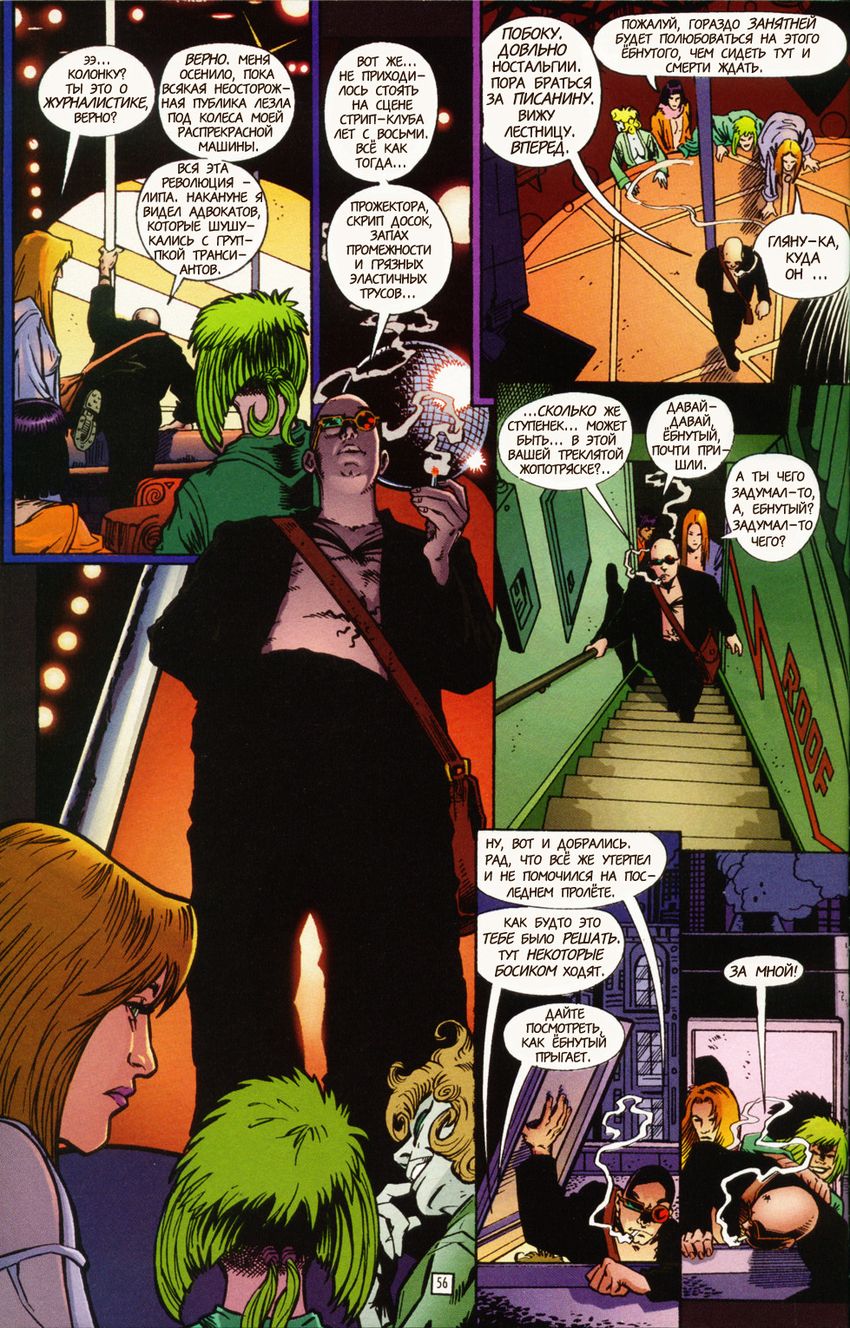 ЭЭ...
КОЛОНКУ?
ТЫ ЭТО О
ЖУРНАЛИСТИКЕ,
ВЕРНО?
ВЕРНО. МЕНЯ
ОСЕНИЛО, ПОКА
ВСЯКАЯ НЕОСТОРОЖ-
НАЯ ПУБЛИКА ЛЕЗЛА
ПОД КОЛЕСА МОЕЙ
РАСПРЕКРАСНОЙ
МАШИНЫ.
ВСЯ ЭТА
РЕВОЛЮЦИЯ –
ЛИПА. НАКАНУНЕ Я
ВИДЕЛ АДВОКАТОВ,
КОТОРЫЕ ШУШУ-
КАЛИСЬ С ГРУП-
ПКОЙ ТРАНСИ-
АНТОВ.
ВОТ ЖЕ...
НЕ ПРИХОДИ-
ЛОСЬ СТОЯТЬ
НА СЦЕНЕ
СТРИП-КЛУБА
ЛЕТ С ВОСЬМИ.
ВСЁ КАК
ТОГДА...
ПРОЖЕКТОРА,
СКРИП ДОСОК,
ЗАПАХ
ПРОМЕЖНОСТИ
И ГРЯЗНЫХ
ЭЛАСТИЧНЫХ
ТРУСОВ...
ПОБОКУ.
ДОВЛЬНО
НОСТАЛЬГИИ.
ПОРА БРАТЬСЯ
ЗА ПИСАНИНУ.
ВИЖУ
ЛЕСТНИЦУ.
ВПЕРЕД.
ПОЖАЛУЙ, ГОРАЗДО ЗАНЯТНЕЙ
БУДЕТ ПОЛЮБОВАТЬСЯ НА ЭТОГО
ЁБНУТОГО, ЧЕМ СИДЕТЬ ТУТ И
СМЕРТИ ЖДАТЬ.
ГЛЯНУ-КА,
КУДА
ОН ...
...СКОЛЬКО ЖЕ
СТУПЕНЕК... МОЖЕТ
БЫТЬ... В ЭТОЙ
ВАШЕЙ ТРЕКЛЯТОЙ
ЖОПОТРЯСКЕ?..
ДАВАЙ-
ДАВАЙ,
ЁБНУТЫЙ,
ПОЧТИ ПРИ-
ШЛИ.
А ТЫ ЧЕГО
ЗАДУМАЛ-ТО,
А, ЕБНУТЫЙ?
ЗАДУМАЛ-ТО
ЧЕГО?
ROOF
НУ, ВОТ И ДОБРАЛИСЬ.
РАД, ЧТО ВСЁ ЖЕ УТЕРПЕЛ
И НЕ ПОМОЧИЛСЯ НА ПОС-
ЛЕДНЕМ ПРОЛЁТЕ.
КАК БУДТО ЭТО
ТЕБЕ БЫЛО РЕШАТЬ.
ТУТ НЕКОТОРЫЕ
БОСИКОМ ХОДЯТ.
ДАЙТЕ
ПОСМОТРЕТЬ,
КАК ЁБНУТЫЙ
ПРЫГАЕТ.
ЗА МНОЙ!
56